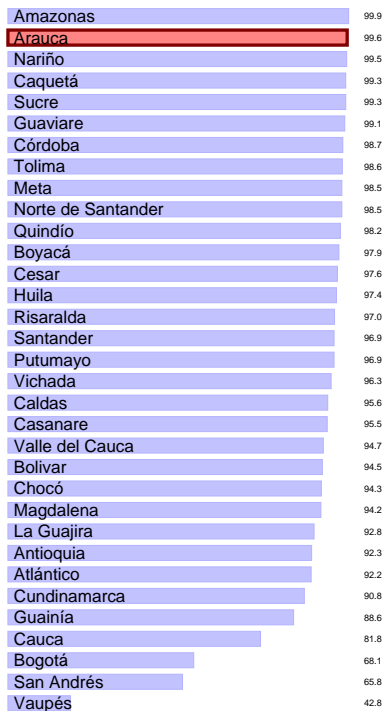 Amazonas 99.9
Arauca 99.6
Nariño 99.5
Caquetá 99.3
Sucre 99.3
Guaviare 99.1
Córdoba 98.7
Tolima 98.6
Meta 98.5
Norte de Santander 98.5
Quindío 98.2
Boyacá 97.9
Cesar 97.6
Huila 97.4
Risaralda 97.0
Santander 96.9
Putumayo 96.9
Vichada 96.3
Caldas 95.6
Casanare 95.5
Valle del Cauca 94.7
Bolivar 94.5
Chocó 94.3
Magdalena 94.2
La Guajira 92.8
Antioquia 92.3
Atlántico 92.2
Cundinamarca 90.8
Guainía 88.6
Cauca 81.8
Bogotá 68.1
San Andrés 65.8
Vaupés 42.8